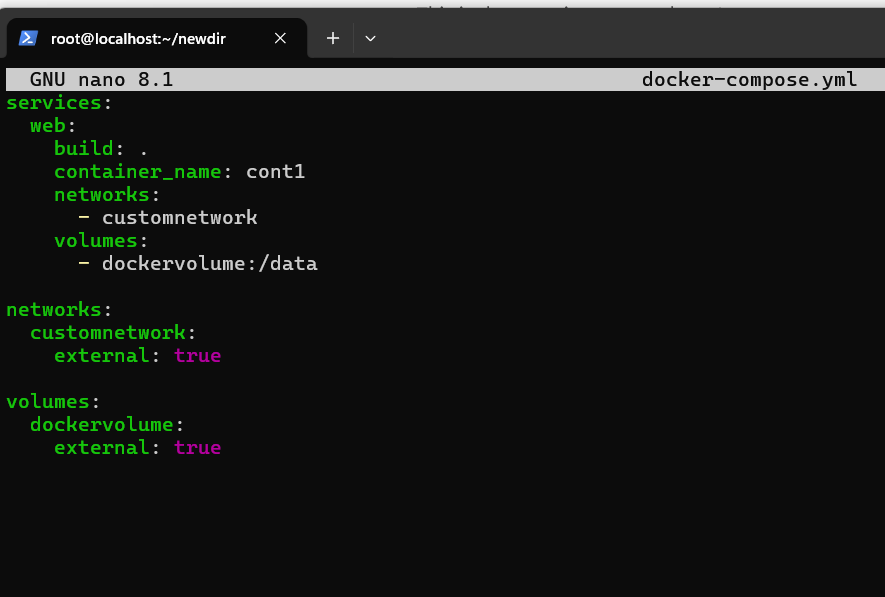 root@localhost:~/newdir
GNU nano 8.1 docker-compose.yml
services:
  web:
    build: .
    container_name: cont1
    networks:
      - customnetwork
    volumes:
      - dockervolume:/data

networks:
  customnetwork:
    external: true

volumes:
  dockervolume:
    external: true